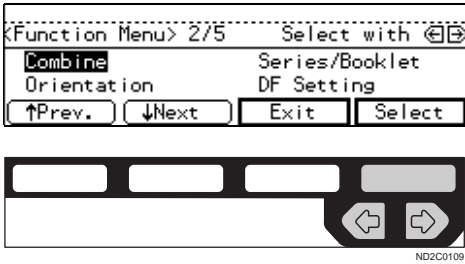 <Function Menu> 2/5 Select with ←→
Combine Series/Booklet
Orientation DF Setting
↑Prev. ↓Next Exit Select
ND2C0109